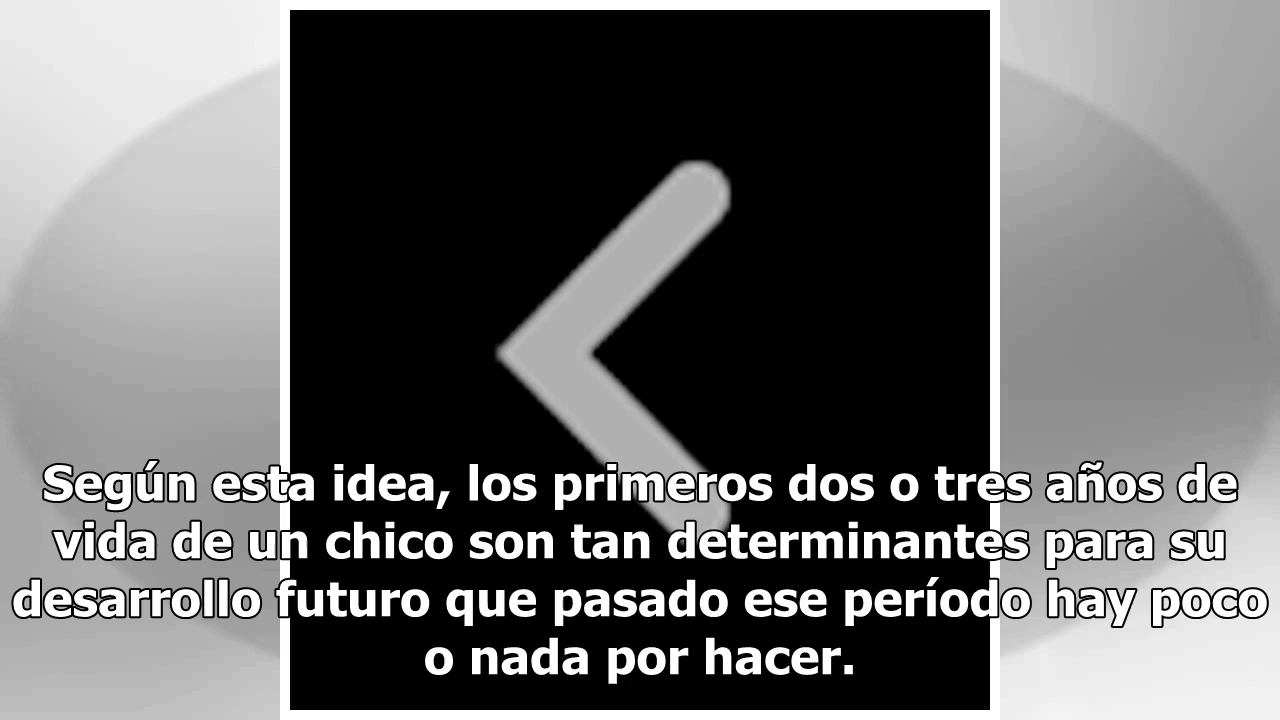 Según esta idea, los primeros dos o tres años de
vida de un chico son tan determinantes para su
desarrollo futuro que pasado ese período hay poco
o nada por hacer.